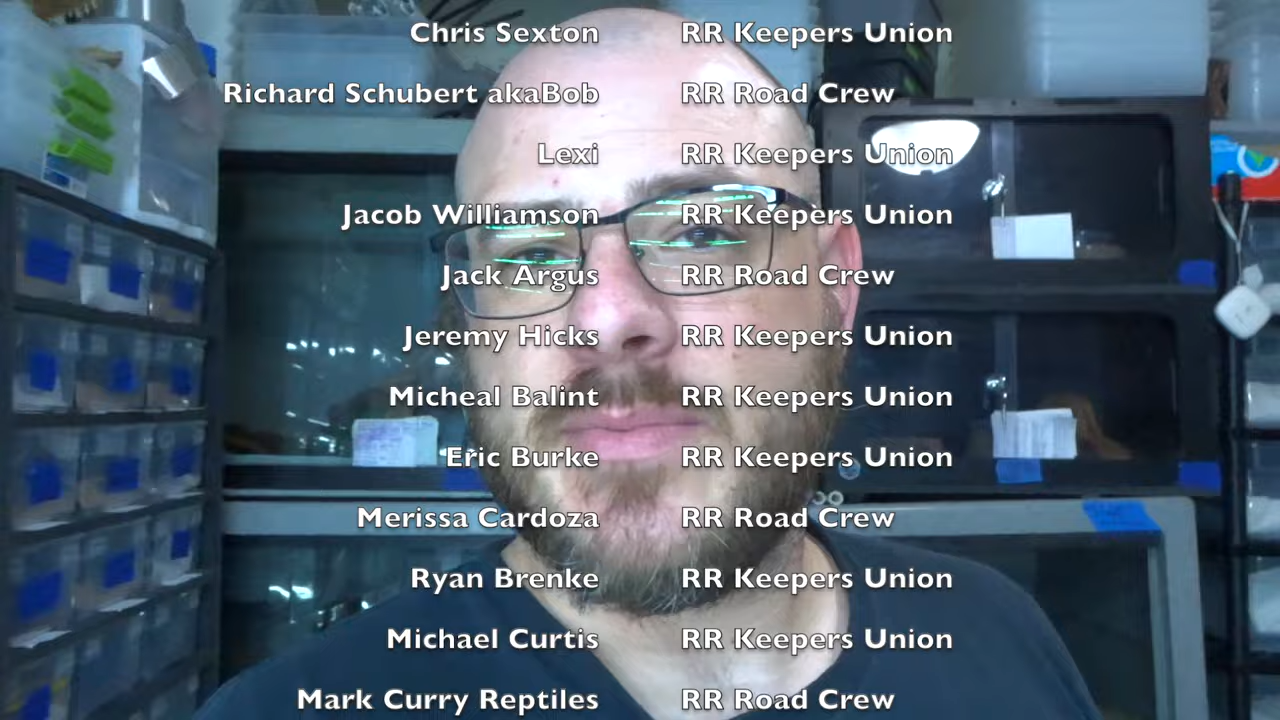 Chris Sexton RR Keepers Union
Richard Schubert akaBob RR Road Crew
Lexi RR Keepers Union
Jacob Williamson RR Keepers Union
Jack Argus RR Road Crew
Jeremy Hicks RR Keepers Union
Micheal Balint RR Keepers Union
Eric Burke RR Keepers Union
Merissa Cardoza RR Road Crew
Ryan Brenke RR Keepers Union
Michael Curtis RR Keepers Union
Mark Curry Reptiles RR Road Crew